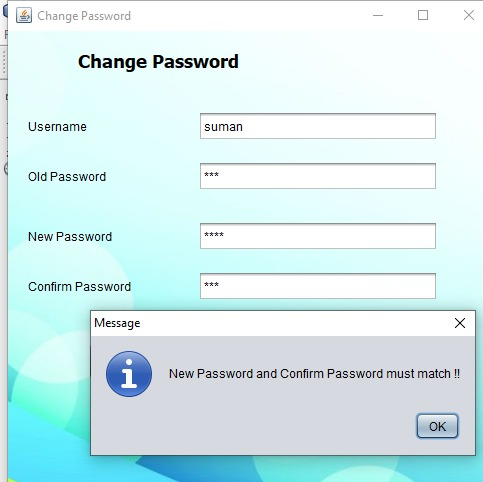 Change Password
Change Password
Username
suman
Old Password
***
New Password
****
Confirm Password
***
Message
New Password and Confirm Password must match !!
OK